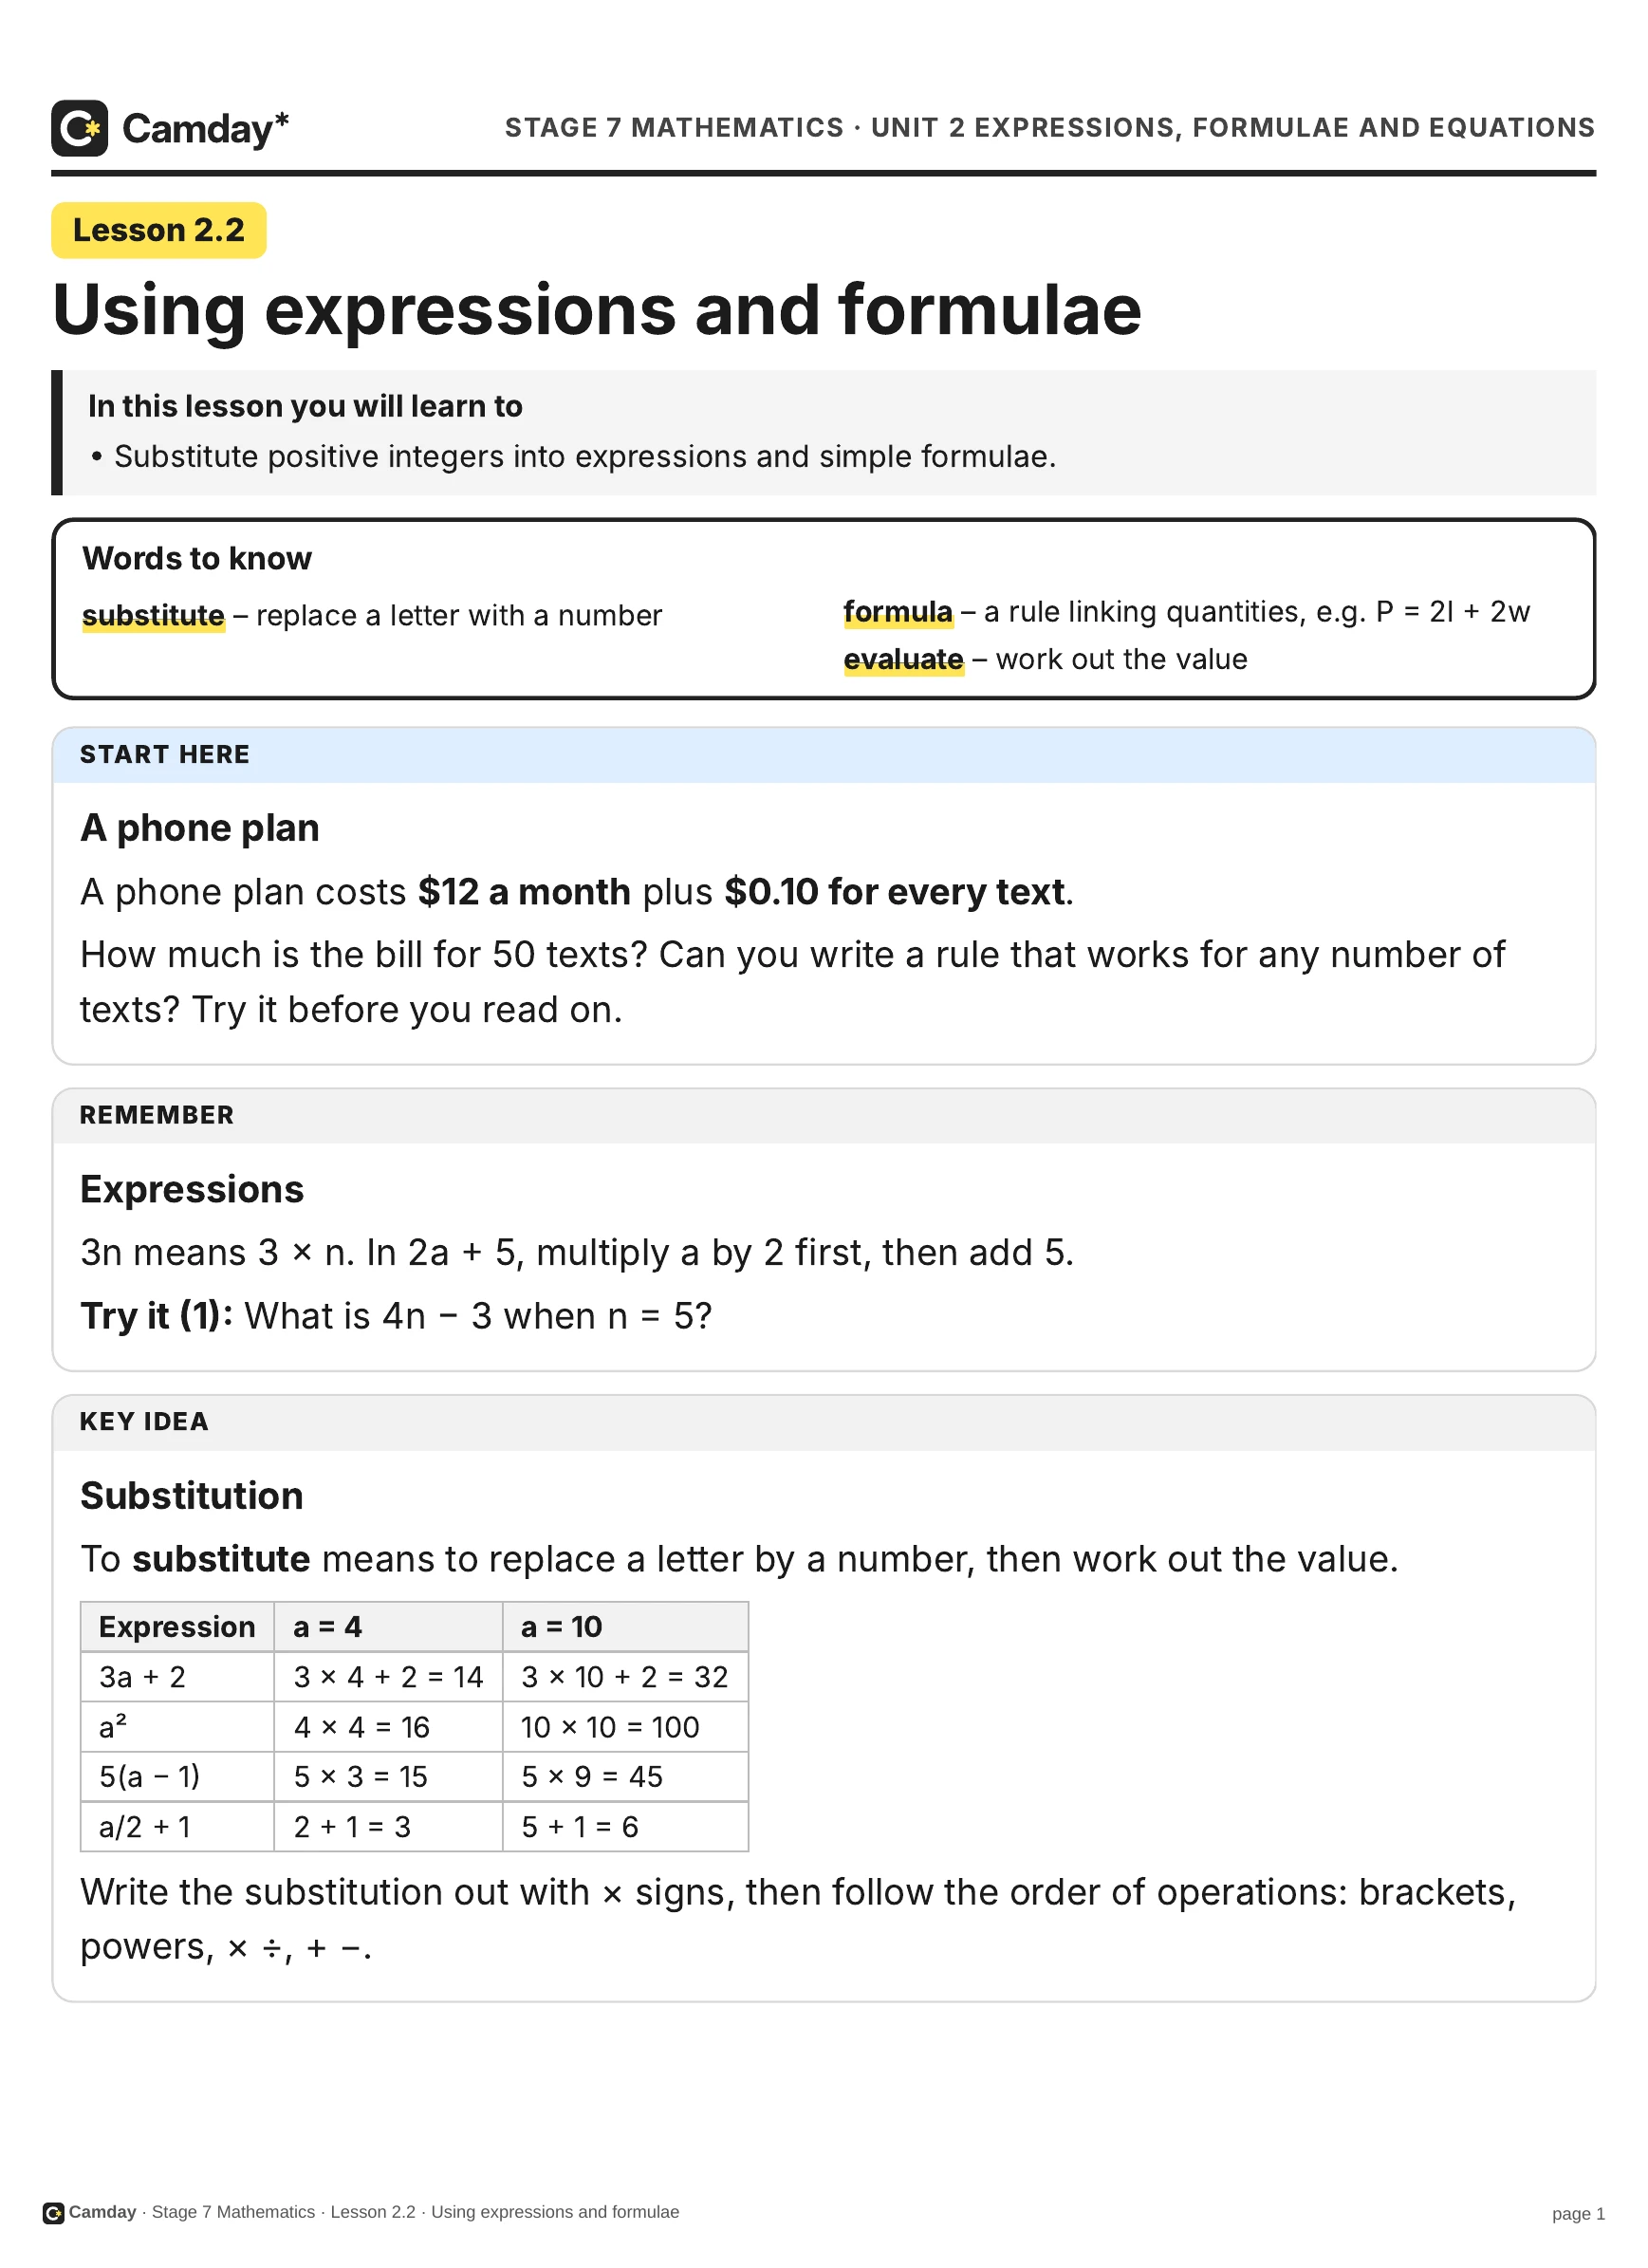 Camday*
STAGE 7 MATHEMATICS · UNIT 2 EXPRESSIONS, FORMULAE AND EQUATIONS
Lesson 2.2
Using expressions and formulae
In this lesson you will learn to
• Substitute positive integers into expressions and simple formulae.
Words to know
substitute – replace a letter with a number
formula – a rule linking quantities, e.g. P = 2l + 2w
evaluate – work out the value
START HERE
A phone plan
A phone plan costs $12 a month plus $0.10 for every text.
How much is the bill for 50 texts? Can you write a rule that works for any number of
texts? Try it before you read on.
REMEMBER
Expressions
3n means 3 × n. In 2a + 5, multiply a by 2 first, then add 5.
Try it (1): What is 4n − 3 when n = 5?
KEY IDEA
Substitution
To substitute means to replace a letter by a number, then work out the value.
Expression a = 4 a = 10
3a + 2 3 × 4 + 2 = 14 3 × 10 + 2 = 32
a² 4 × 4 = 16 10 × 10 = 100
5(a − 1) 5 × 3 = 15 5 × 9 = 45
a/2 + 1 2 + 1 = 3 5 + 1 = 6
Write the substitution out with × signs, then follow the order of operations: brackets,
powers, × ÷, + −.
Camday · Stage 7 Mathematics · Lesson 2.2 · Using expressions and formulae
page 1